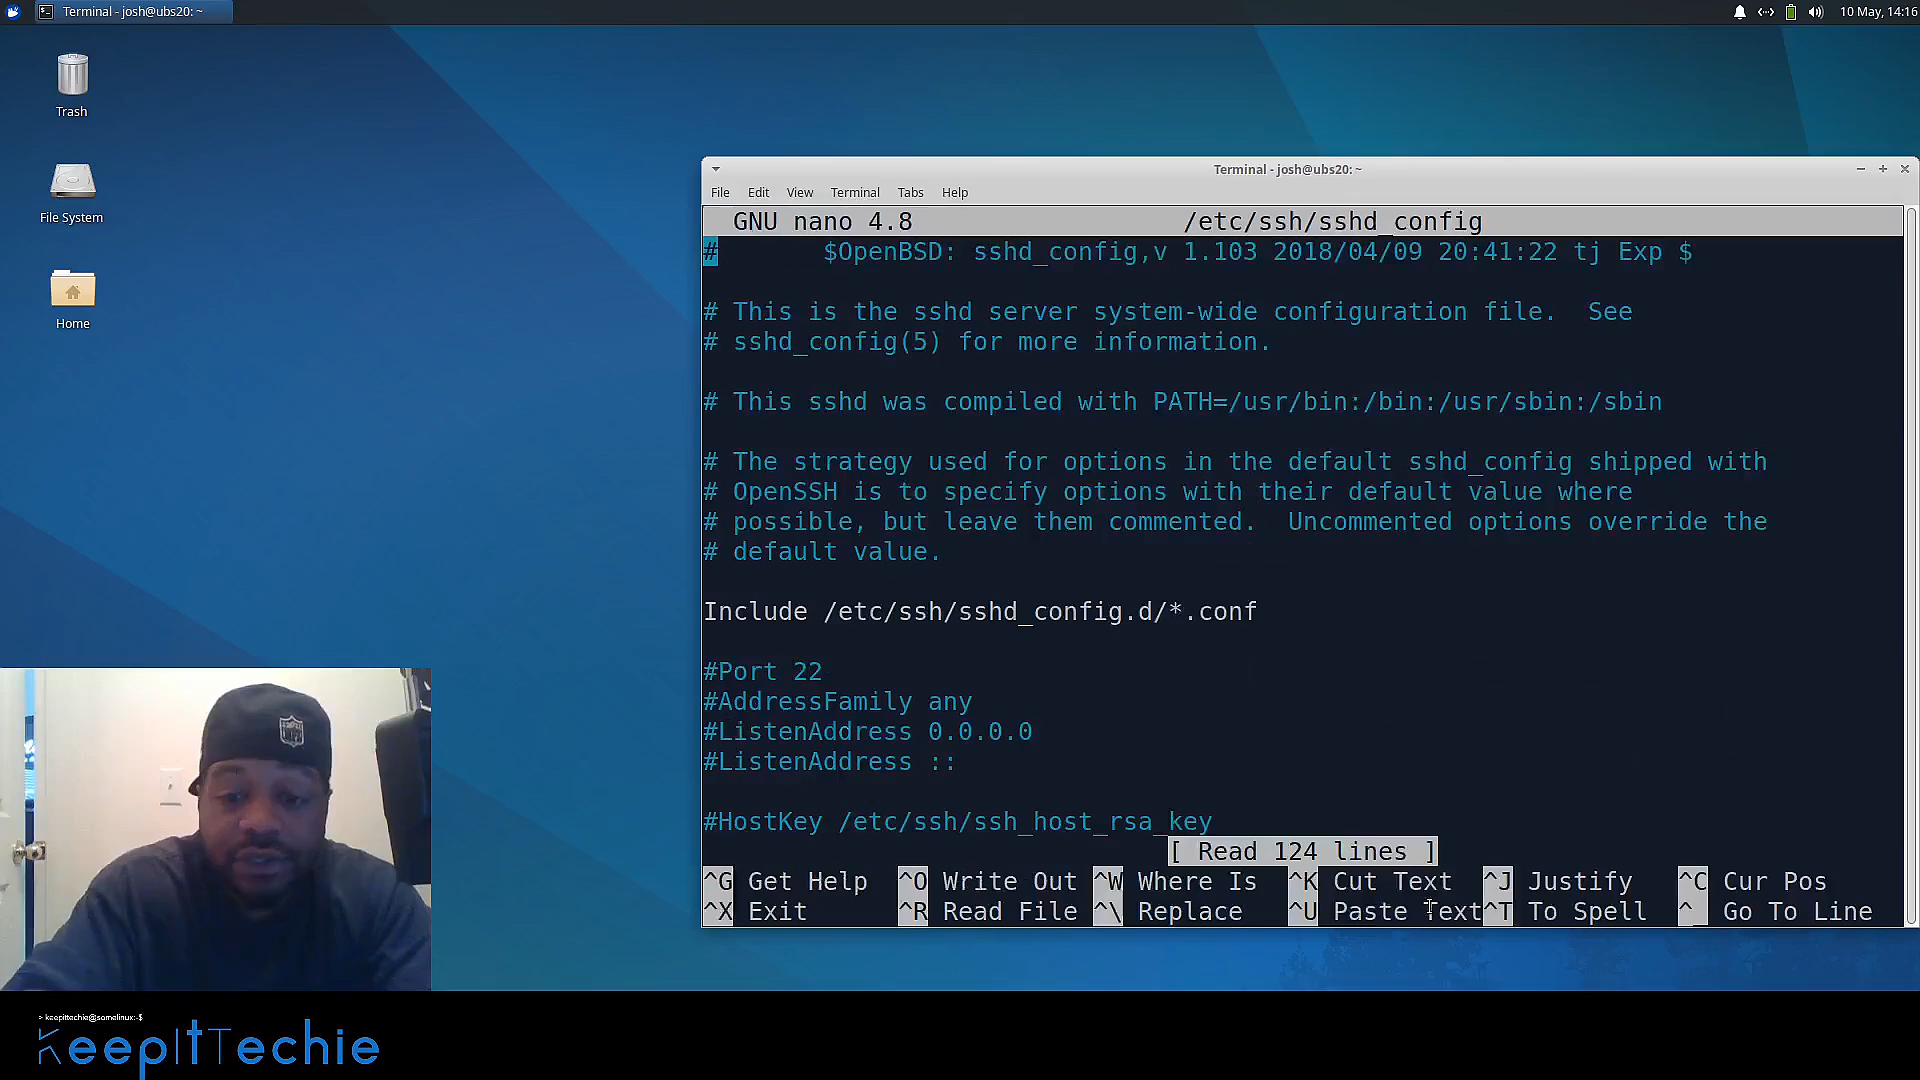 Terminal - josh@ubs20: ~
10 May, 14:16
Trash
File System
Home
Terminal - josh@ubs20: ~
File Edit View Terminal Tabs Help
GNU nano 4.8 /etc/ssh/sshd_config
# $OpenBSD: sshd_config,v 1.103 2018/04/09 20:41:22 tj Exp $
# This is the sshd server system-wide configuration file.  See
# sshd_config(5) for more information.
# This sshd was compiled with PATH=/usr/bin:/bin:/usr/sbin:/sbin
# The strategy used for options in the default sshd_config shipped with
# OpenSSH is to specify options with their default value where
# possible, but leave them commented.  Uncommented options override the
# default value.
Include /etc/ssh/sshd_config.d/*.conf
#Port 22
#AddressFamily any
#ListenAddress 0.0.0.0
#ListenAddress ::
#HostKey /etc/ssh/ssh_host_rsa_key
[ Read 124 lines ]
^G Get Help ^O Write Out ^W Where Is ^K Cut Text ^J Justify ^C Cur Pos
^X Exit ^R Read File ^\ Replace ^U Paste Text ^T To Spell ^_ Go To Line
> keepittechie@somelinux:~$
KeepItTechie